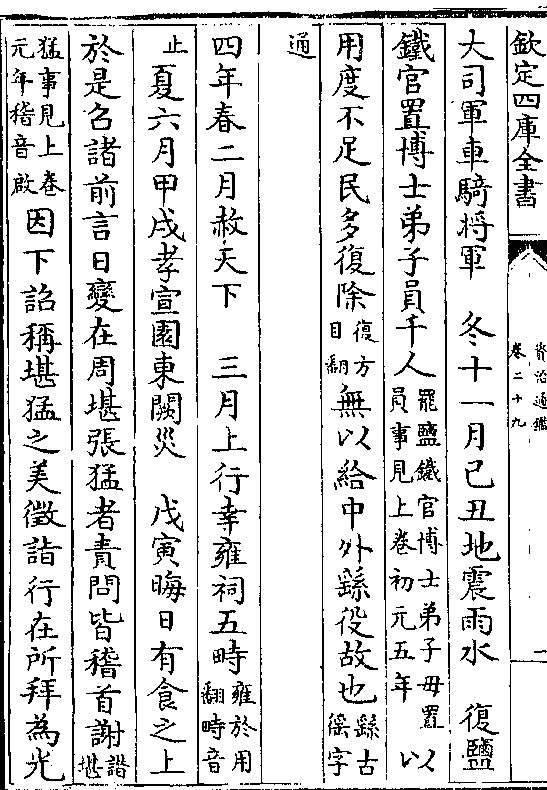 欽定四庫全書
資治通鑑
卷二十九
二
大司軍車騎將軍　冬十一月己丑地震雨水　復鹽
鐵官置博士弟子員千人罷鹽鐵官博士弟子毋置員事見上卷初元五年以
用度不足民多復除復方目翻無以給中外繇役故也繇古徭字
通
四年春二月赦天下　三月上行幸雍祠五畤雍於用翻畤音
止夏六月甲戌孝宣園東闕災　戊寅晦日有食之上
於是召諸前言日變在周堪張猛者責問皆稽首謝諧堪
猛事見上卷元年稽音啟因下詔稱堪猛之美徵詣行在所拜為光